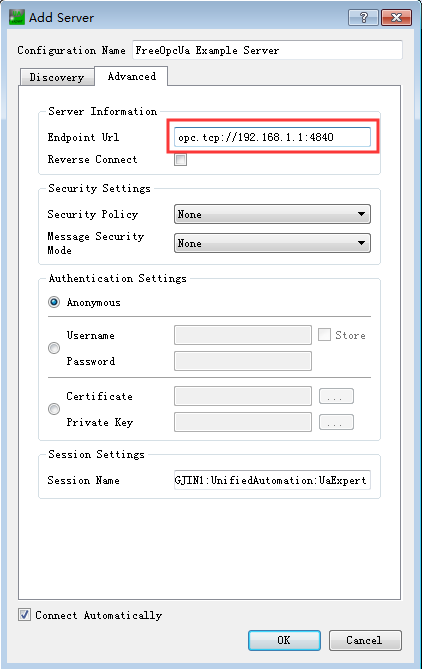 Add Server
Configuration Name FreeOpcUa Example Server
Discovery Advanced
Server Information
Endpoint Url opc.tcp://192.168.1.1:4840
Reverse Connect
Security Settings
Security Policy None
Message Security Mode None
Authentication Settings
Anonymous
Username Store
Password
Certificate ...
Private Key ...
Session Settings
Session Name GJIN1:UnifiedAutomation:UaExpert
Connect Automatically
OK Cancel